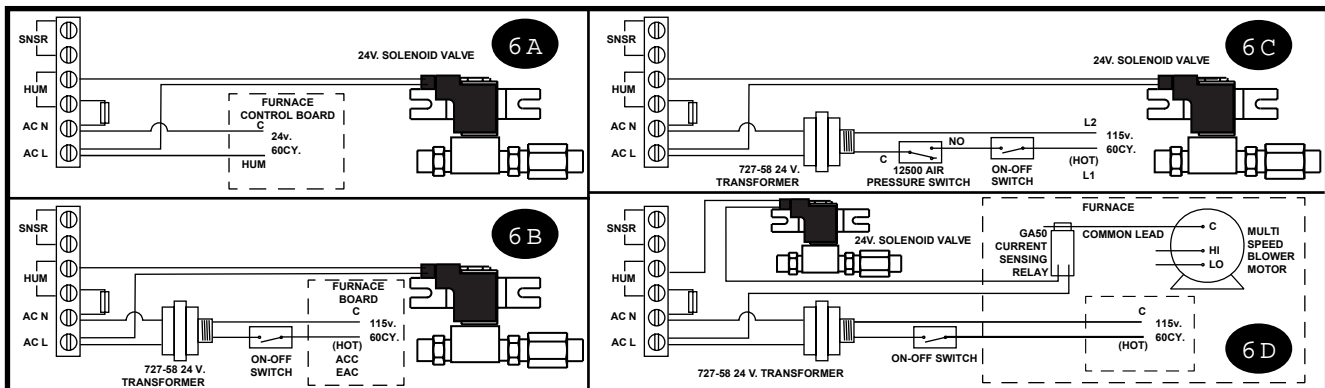 SNSR
HUM
AC N
AC L
24V. SOLENOID VALVE
6A
FURNACE
CONTROL BOARD
C
24v.
60CY.
HUM
SNSR
HUM
AC N
AC L
6B
FURNACE
BOARD
C
115v.
60CY.
(HOT)
ACC
EAC
ON-OFF
SWITCH
727-58 24 V.
TRANSFORMER
SNSR
HUM
AC N
AC L
6C
24V. SOLENOID VALVE
L2
115v.
60CY.
(HOT)
L1
NO
C
12500 AIR
PRESSURE SWITCH
ON-OFF
SWITCH
727-58 24 V.
TRANSFORMER
SNSR
HUM
AC N
AC L
24V. SOLENOID VALVE
FURNACE
GA50
CURRENT
SENSING
RELAY
COMMON LEAD
C
HI
LO
MULTI
SPEED
BLOWER
MOTOR
C
115v.
60CY.
(HOT)
ON-OFF SWITCH
727-58 24 V. TRANSFORMER
6D